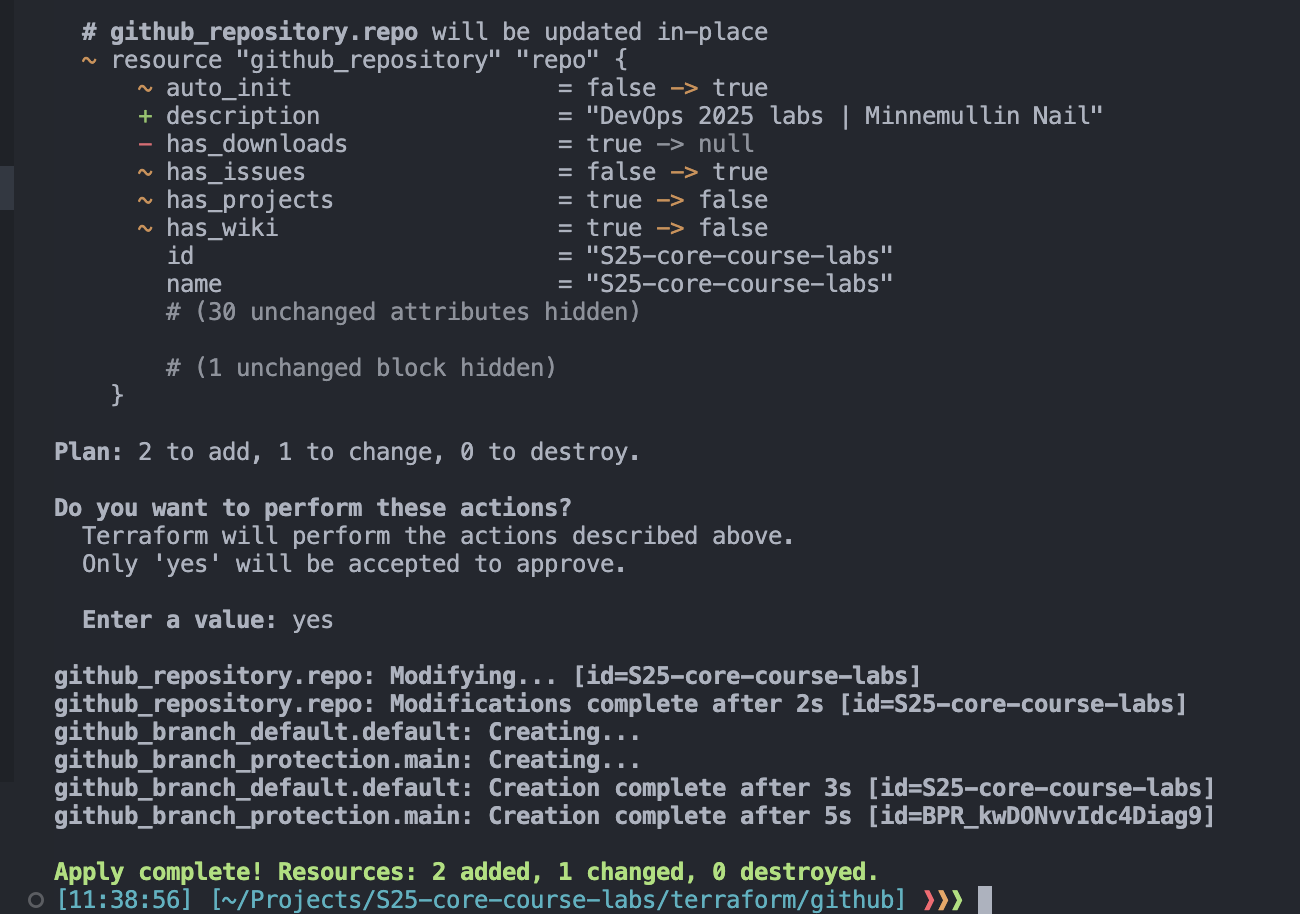 # github_repository.repo will be updated in-place
~ resource "github_repository" "repo" {
~ auto_init = false -> true
+ description = "DevOps 2025 labs | Minnemullin Nail"
- has_downloads = true -> null
~ has_issues = false -> true
~ has_projects = true -> false
~ has_wiki = true -> false
id = "S25-core-course-labs"
name = "S25-core-course-labs"
# (30 unchanged attributes hidden)
# (1 unchanged block hidden)
}
Plan: 2 to add, 1 to change, 0 to destroy.
Do you want to perform these actions?
Terraform will perform the actions described above.
Only 'yes' will be accepted to approve.
Enter a value: yes
github_repository.repo: Modifying... [id=S25-core-course-labs]
github_repository.repo: Modifications complete after 2s [id=S25-core-course-labs]
github_branch_default.default: Creating...
github_branch_protection.main: Creating...
github_branch_default.default: Creation complete after 3s [id=S25-core-course-labs]
github_branch_protection.main: Creation complete after 5s [id=BPR_kwDONvvIdc4Diag9]
Apply complete! Resources: 2 added, 1 changed, 0 destroyed.
[11:38:56] [~/Projects/S25-core-course-labs/terraform/github] ❯❯❯